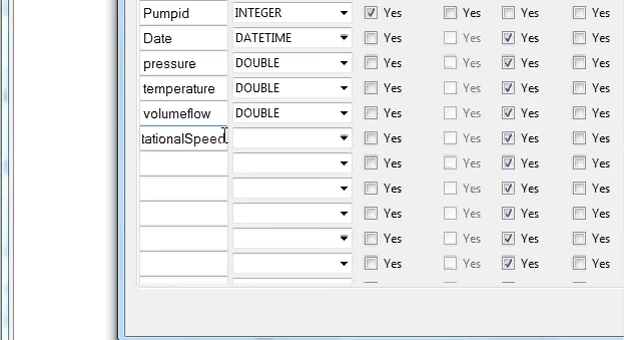 Pumpid INTEGER Yes Yes Yes Yes
Date DATETIME Yes Yes Yes Yes
pressure DOUBLE Yes Yes Yes Yes
temperature DOUBLE Yes Yes Yes Yes
volumeflow DOUBLE Yes Yes Yes Yes
tationalSpeed Yes Yes Yes Yes
Yes Yes Yes Yes
Yes Yes Yes Yes
Yes Yes Yes Yes
Yes Yes Yes Yes
Yes Yes Yes Yes